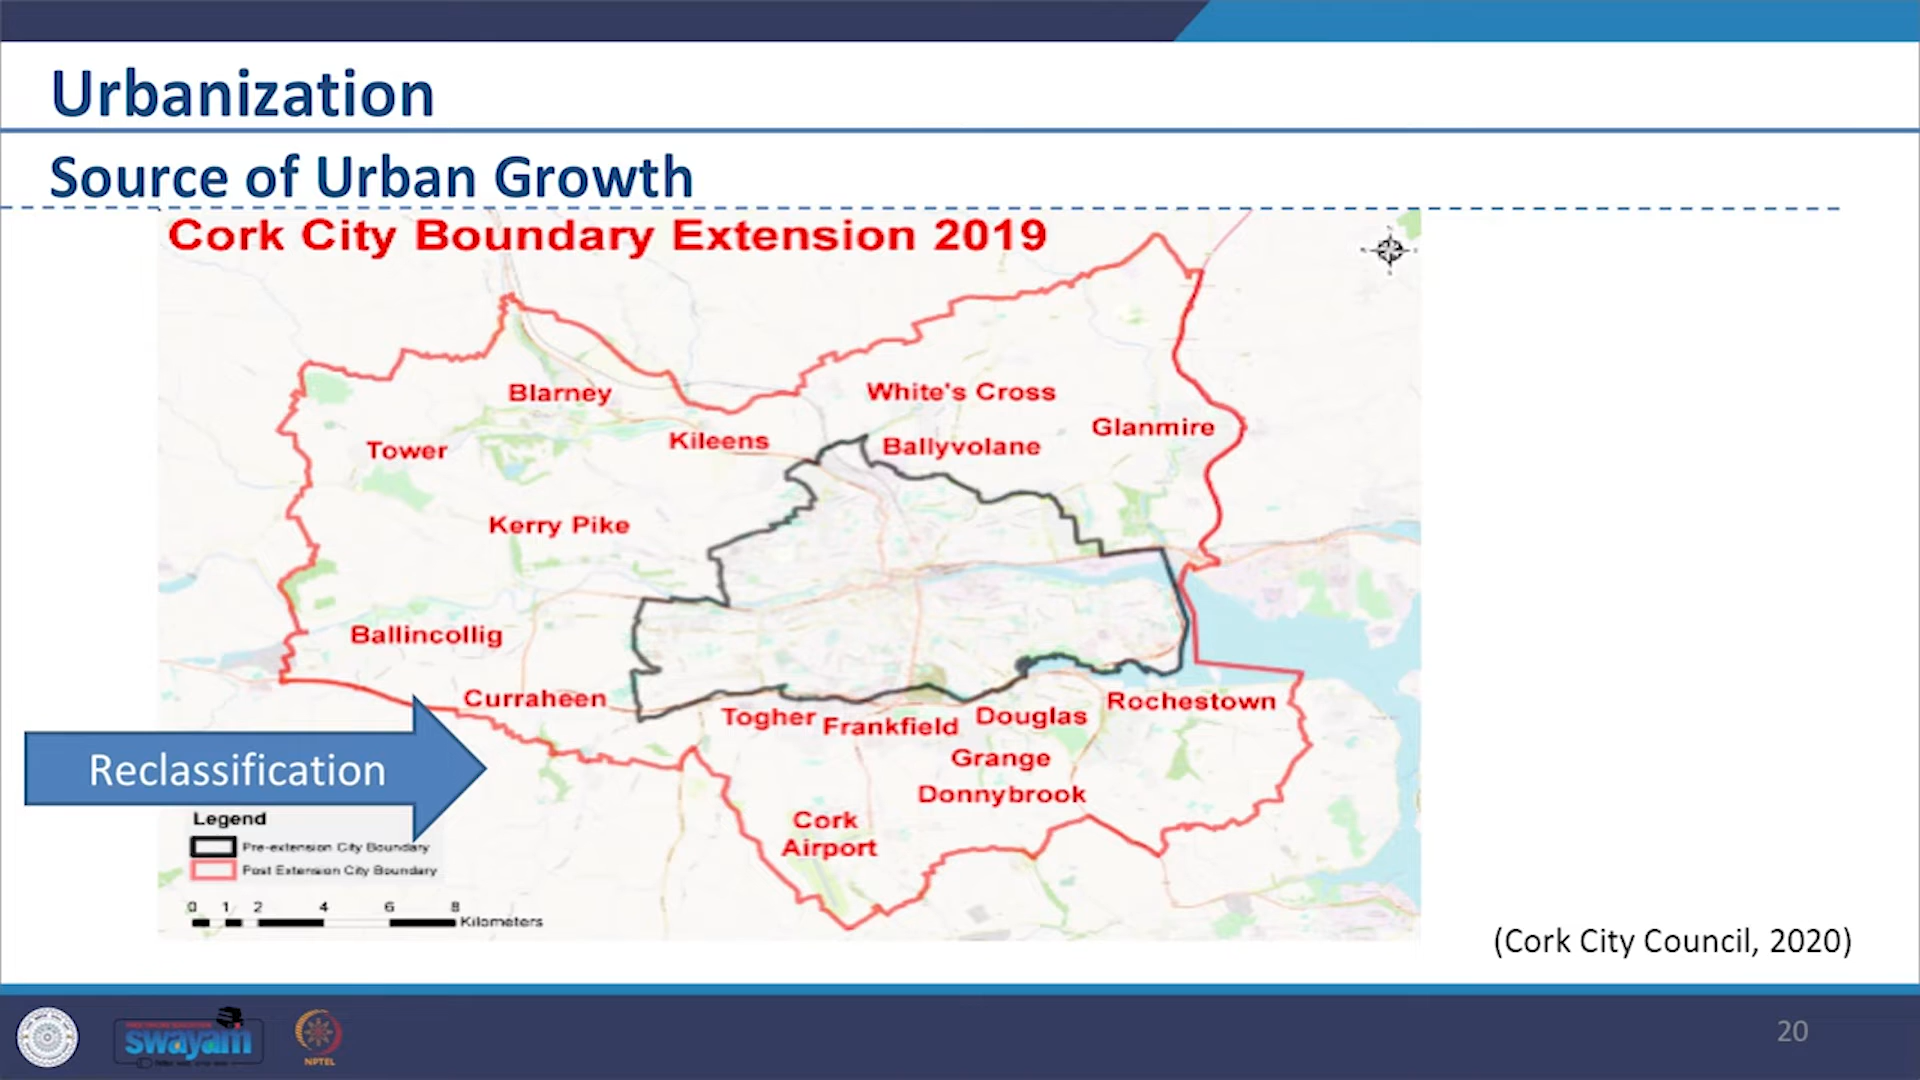 Urbanization
Source of Urban Growth
Cork City Boundary Extension 2019
Blarney
White's Cross
Glanmire
Tower
Kileens
Ballyvolane
Kerry Pike
Ballincollig
Curraheen
Togher
Frankfield
Douglas
Rochestown
Grange
Donnybrook
Cork
Airport
Reclassification
Legend
Pre-extension City Boundary
Post Extension City Boundary
0 1 2 4 6 8
Kilometers
(Cork City Council, 2020)
swayam
NPTEL
20